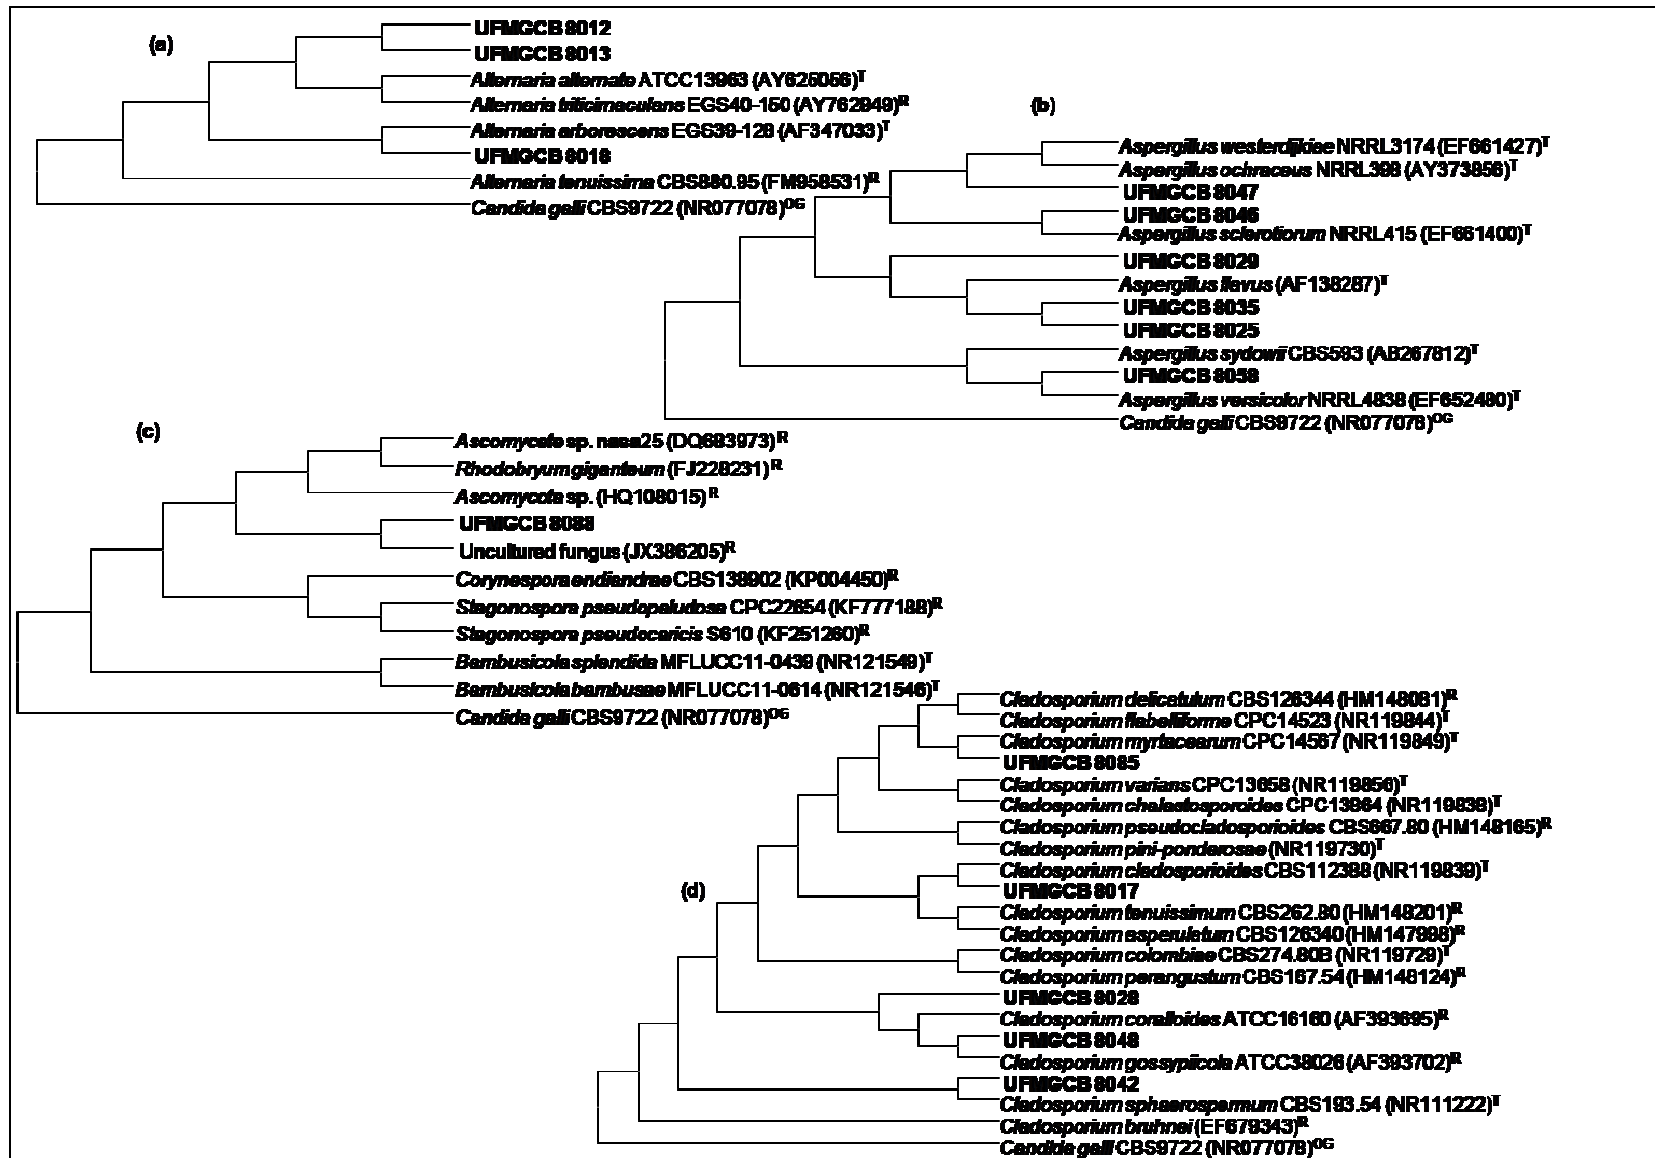 (a)
UFMGCB 8012
UFMGCB 8013
Alternaria alternate ATCC13963 (AY625056)T
Alternaria triticimaculans EGS40-150 (AY762949)R
Alternaria arborescens EGS39-128 (AF347033)T
UFMGCB 8018
Alternaria tenuissima CBS880.95 (FM958531)R
Candida galli CBS9722 (NR077078)OG
(b)
Aspergillus westerdijkiae NRRL3174 (EF661427)T
Aspergillus ochraceus NRRL398 (AY373856)T
UFMGCB 8047
UFMGCB 8046
Aspergillus sclerotiorum NRRL415 (EF661400)T
UFMGCB 8029
Aspergillus flavus (AF138287)T
UFMGCB 8035
UFMGCB 8025
Aspergillus sydowii CBS593 (AB267812)T
UFMGCB 8058
Aspergillus versicolor NRRL4838 (EF652480)T
Candida galli CBS9722 (NR077078)OG
(c)
Ascomycete sp. nasa25 (DQ683973)R
Rhodobryum giganteum (FJ228231)R
Ascomycota sp. (HQ108015)R
UFMGCB 8088
Uncultured fungus (JX386205)R
Corynespora endiandrae CBS138902 (KP004450)R
Stagonospora pseudopaludosa CPC22654 (KF777188)R
Stagonospora pseudocaricis S610 (KF251260)R
Bambusicola splendida MFLUCC11-0439 (NR121549)T
Bambusicola bambusae MFLUCC11-0614 (NR121546)T
Candida galli CBS9722 (NR077078)OG
(d)
Cladosporium delicatulum CBS126344 (HM148081)R
Cladosporium flabelliforme CPC14523 (NR119844)T
Cladosporium myrtacearum CPC14567 (NR119849)T
UFMGCB 8085
Cladosporium varians CPC13658 (NR119856)T
Cladosporium chalastosporoides CPC13964 (NR119838)T
Cladosporium pseudocladosporioides CBS667.80 (HM148165)R
Cladosporium pini-ponderosae (NR119730)T
Cladosporium cladosporioides CBS112388 (NR119839)T
UFMGCB 8017
Cladosporium tenuissimum CBS262.80 (HM148201)R
Cladosporium asperulatum CBS126340 (HM147998)R
Cladosporium colombiae CBS274.80B (NR119729)T
Cladosporium perangustum CBS167.54 (HM148124)R
UFMGCB 8028
Cladosporium coralloides ATCC16160 (AF393695)R
UFMGCB 8048
Cladosporium gossypiicola ATCC38026 (AF393702)R
UFMGCB 8042
Cladosporium sphaerospermum CBS193.54 (NR111222)T
Cladosporium bruhnei (EF679343)R
Candida galli CBS9722 (NR077078)OG